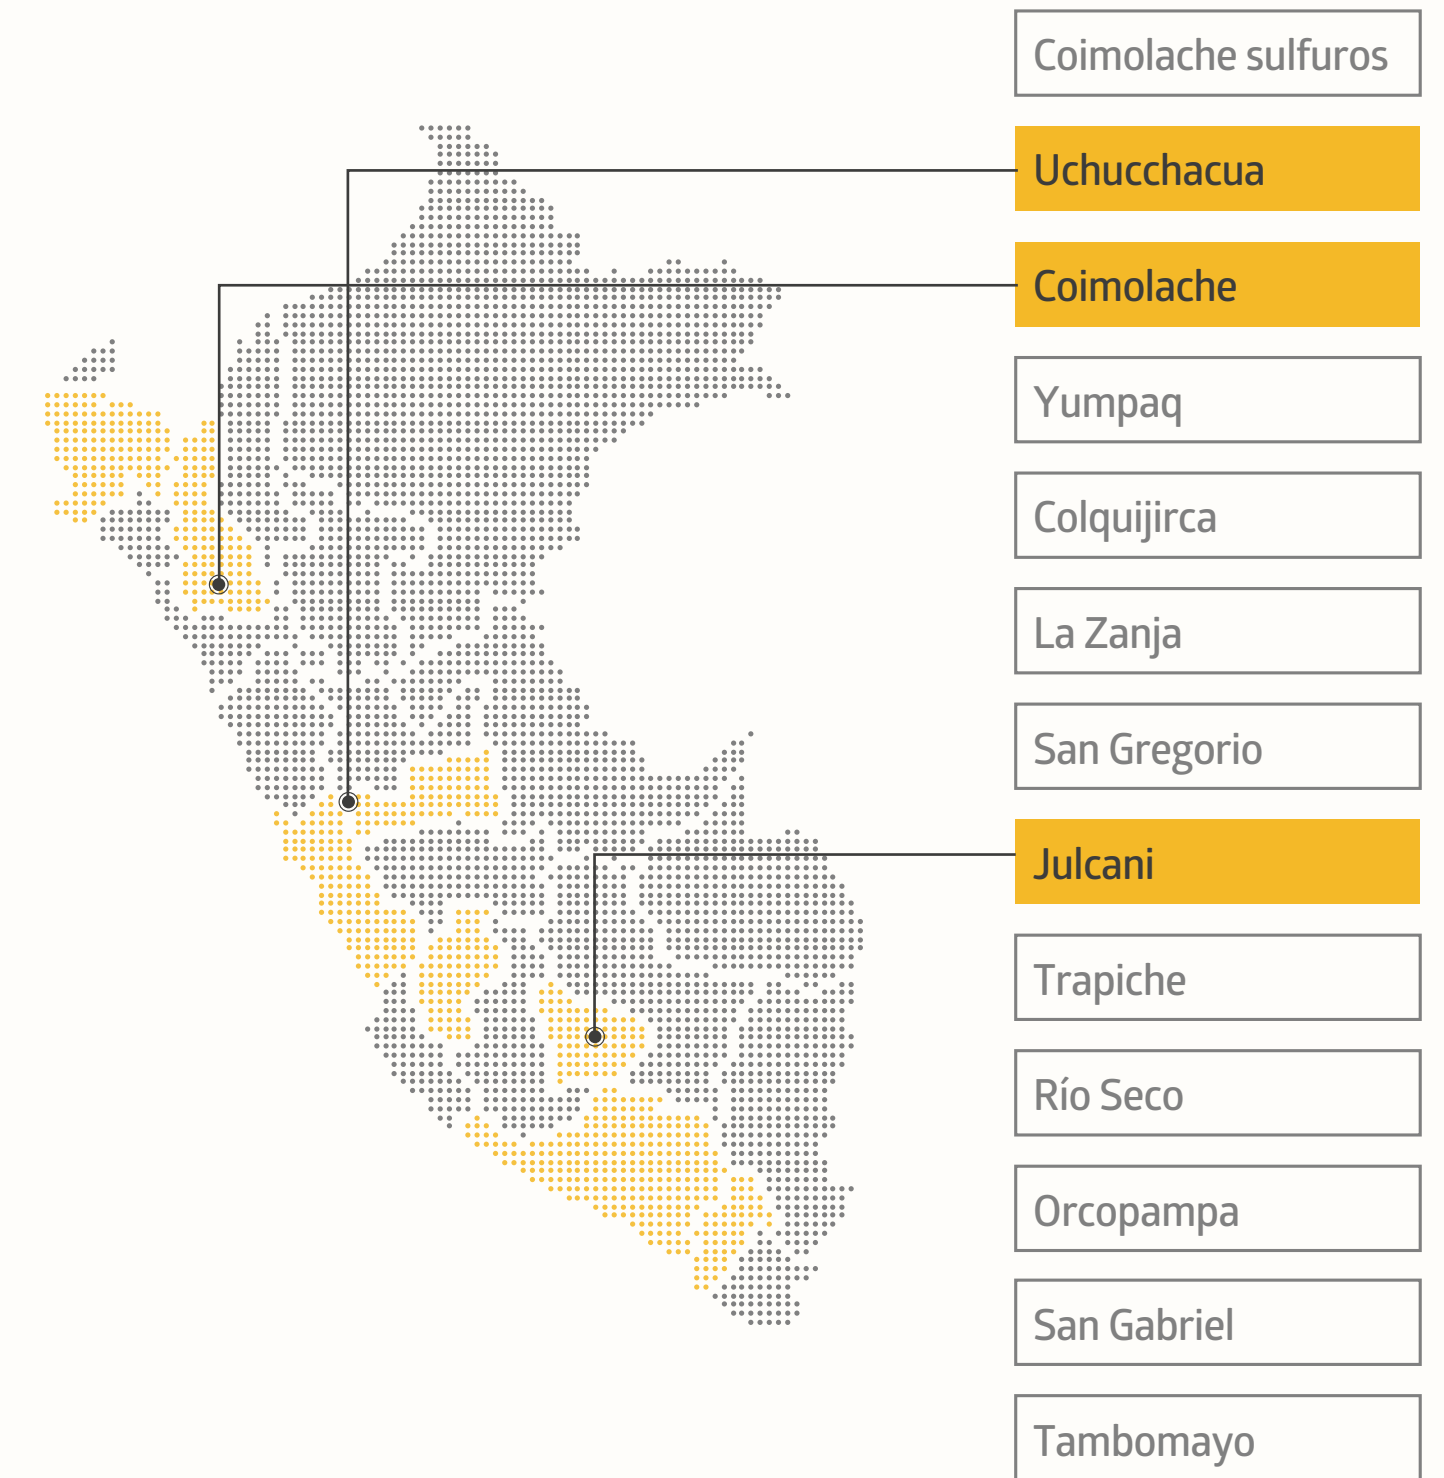 Coimolache sulfuros
Uchucchacua
Coimolache
Yumpaq
Colquijirca
La Zanja
San Gregorio
Julcani
Trapiche
Río Seco
Orcopampa
San Gabriel
Tambomayo